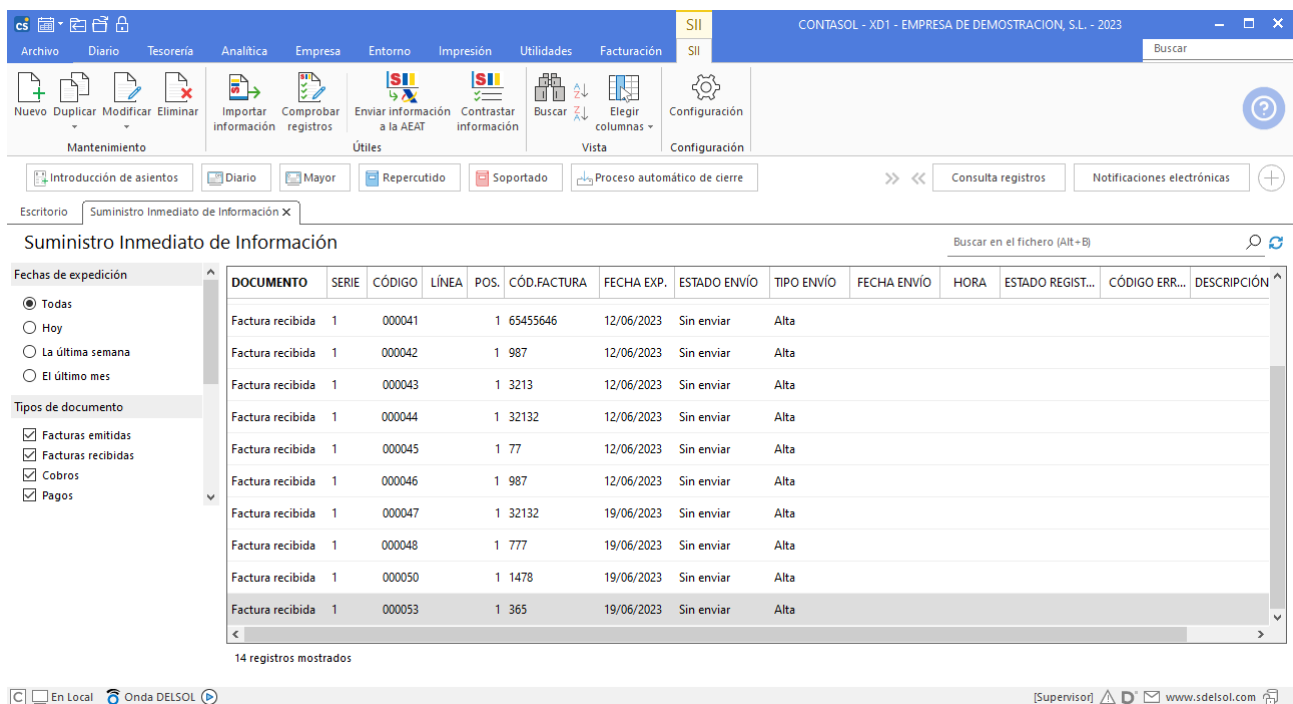 cs SII CONTASOL - XD1 - EMPRESA DE DEMOSTRACION, S.L. - 2023
Archivo Diario Tesorería Analítica Empresa Entorno Impresión Utilidades Facturación SII Buscar
Nuevo Duplicar Modificar Eliminar Importar información Comprobar registros Enviar información a la AEAT Contrastar información Buscar Elegir columnas Configuración
Mantenimiento Útiles Vista Configuración
Introducción de asientos Diario Mayor Repercutido Soportado Proceso automático de cierre Consulta registros Notificaciones electrónicas
Escritorio Suministro Inmediato de Información X
Suministro Inmediato de Información Buscar en el fichero (Alt+B)
Fechas de expedición
Todas
Hoy
La última semana
El último mes
Tipos de documento
Facturas emitidas
Facturas recibidas
Cobros
Pagos
DOCUMENTO SERIE CÓDIGO LÍNEA POS. CÓD.FACTURA FECHA EXP. ESTADO ENVÍO TIPO ENVÍO FECHA ENVÍO HORA ESTADO REGIST... CÓDIGO ERR... DESCRIPCIÓN
Factura recibida 1 000041 1 65455646 12/06/2023 Sin enviar Alta
Factura recibida 1 000042 1 987 12/06/2023 Sin enviar Alta
Factura recibida 1 000043 1 3213 12/06/2023 Sin enviar Alta
Factura recibida 1 000044 1 32132 12/06/2023 Sin enviar Alta
Factura recibida 1 000045 1 77 12/06/2023 Sin enviar Alta
Factura recibida 1 000046 1 987 12/06/2023 Sin enviar Alta
Factura recibida 1 000047 1 32132 19/06/2023 Sin enviar Alta
Factura recibida 1 000048 1 777 19/06/2023 Sin enviar Alta
Factura recibida 1 000050 1 1478 19/06/2023 Sin enviar Alta
Factura recibida 1 000053 1 365 19/06/2023 Sin enviar Alta
14 registros mostrados
C En Local Onda DELSOL [Supervisor] D www.sdelsol.com